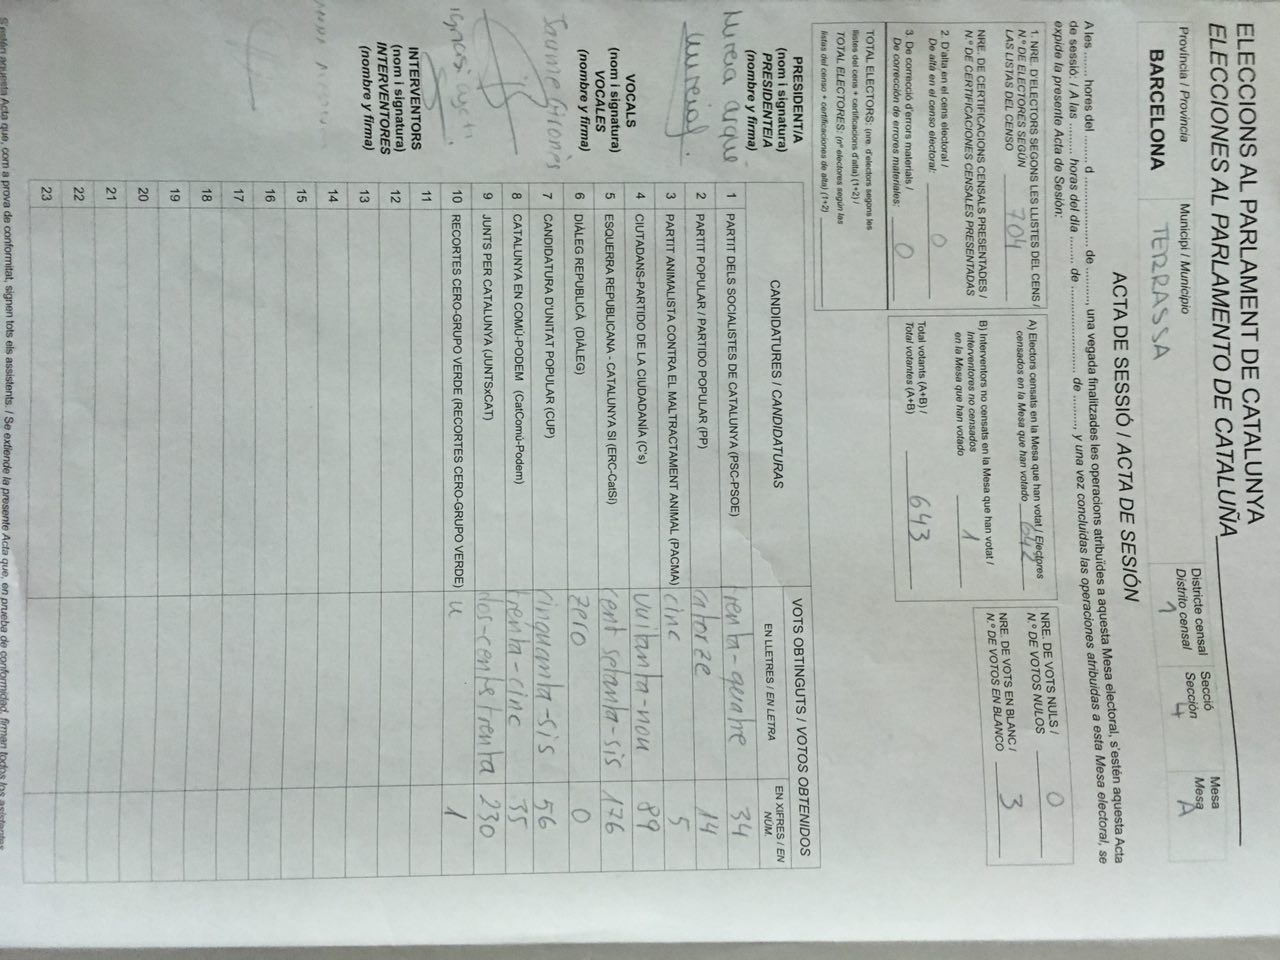 ELECCIONS AL PARLAMENT DE CATALUNYA
ELECCIONES AL PARLAMENTO DE CATALUÑA
Província / Provincia
BARCELONA
Municipi / Municipio
TERRASSA
Districte censal
Distrito censal
1
Secció
Sección
4
Mesa
Mesa
A
ACTA DE SESSIÓ / ACTA DE SESIÓN
A les ........ hores del ........ d ........................ de .........., una vegada finalitzades les operacions atribuïdes a aquesta Mesa electoral, s'estén aquesta Acta
de sessió. / A las ........ horas del día ........ de ........................ de .........., y una vez concluidas las operaciones atribuidas a esta Mesa electoral, se
expide la presente Acta de Sesión:
1. NRE. D'ELECTORS SEGONS LES LLISTES DEL CENS /
N.º DE ELECTORES SEGÚN
LAS LISTAS DEL CENSO 704
NRE. DE CERTIFICACIONS CENSALS PRESENTADES /
N.º DE CERTIFICACIONES CENSALES PRESENTADAS
2. D'alta en el cens electoral /
De alta en el censo electoral: 0
3. De correcció d'errors materials /
De corrección de errores materiales: 0
TOTAL ELECTORS: (nre. d'electors segons les
llistes del cens + certificacions d'alta) (1+2) /
TOTAL ELECTORES: (nº electores según las
listas del censo + certificaciones de alta) (1+2)
A) Electors censats en la Mesa que han votat / Electores
censados en la Mesa que han votado 642
B) Interventors no censats en la Mesa que han votat /
Interventores no censados
en la Mesa que han votado 1
Total votants (A+B) /
Total votantes (A+B) 643
NRE. DE VOTS NULS /
N.º DE VOTOS NULOS 0
NRE. DE VOTS EN BLANC /
N.º DE VOTOS EN BLANCO 3
PRESIDENT/A
(nom i signatura)
PRESIDENTE/A
(nombre y firma)
Mireia arqué
VOCALS
(nom i signatura)
VOCALES
(nombre y firma)
Jaume
INTERVENTORS
(nom i signatura)
INTERVENTORES
(nombre y firma)
CANDIDATURES / CANDIDATURAS
VOTS OBTINGUTS / VOTOS OBTENIDOS
EN LLETRES / EN LETRA
EN XIFRES / EN NÚM.
1 PARTIT DELS SOCIALISTES DE CATALUNYA (PSC-PSOE) trenta-quatre 34
2 PARTIT POPULAR / PARTIDO POPULAR (PP) catorze 14
3 PARTIT ANIMALISTA CONTRA EL MALTRACTAMENT ANIMAL (PACMA) cinc 5
4 CIUTADANS-PARTIDO DE LA CIUDADANÍA (C's) vuitanta-nou 89
5 ESQUERRA REPUBLICANA - CATALUNYA SI (ERC-CatSí) cent setanta-sis 176
6 DIÀLEG REPUBLICÀ (DIÀLEG) zero 0
7 CANDIDATURA D'UNITAT POPULAR (CUP) cinquanta-sis 56
8 CATALUNYA EN COMÚ-PODEM (CatComú-Podem) trenta-cinc 35
9 JUNTS PER CATALUNYA (JUNTSxCAT) dos-cents trenta 230
10 RECORTES CERO-GRUPO VERDE (RECORTES CERO-GRUPO VERDE) u 1
11
12
13
14
15
16
17
18
19
20
21
22
23
S'estén aquesta Acta que, com a prova de conformitat, signen tots els assistents. / Se extiende la presente Acta que, en prueba de conformidad, firman todos los asistentes.